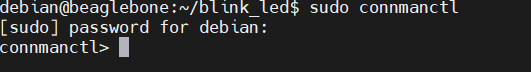 debian@beaglebone:~/blink_led$ sudo connmanctl
[sudo] password for debian:
connmanctl>